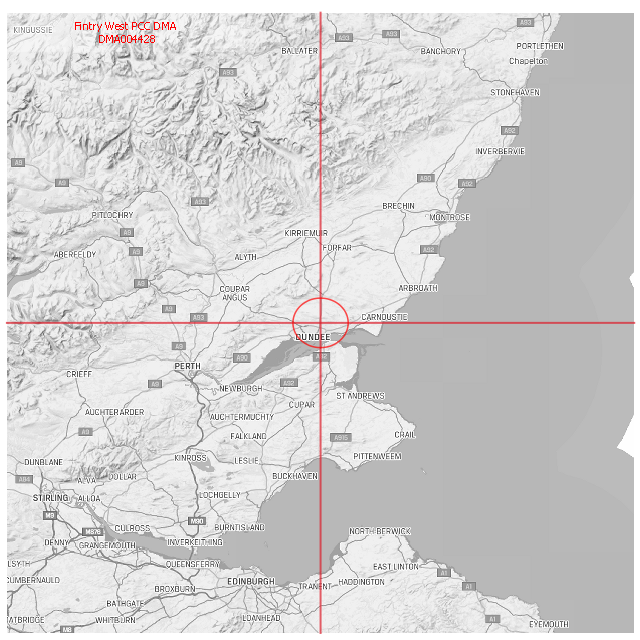 KINGUSSIE
Fintry West PCC DMA
DMA004428
A93
A93
A93
PORTLETHEN
BALLATER
BANCHORY
Chapelton
A93
STONEHAVEN
A92
INVERBERVIE
A9
A9
A90
A92
A93
BRECHIN
PITLOCHRY
MONTROSE
A9
KIRRIEMUIR
FORFAR
A9
A92
ABERFELDY
ALYTH
A9
COUPAR
ANGUS
ARBROATH
A9
A93
CARNOUSTIE
DUNDEE
A9
A90
A92
PERTH
CRIEFF
A9
NEWBURGH
A92
ST ANDREWS
AUCHTERARDER
CUPAR
AUCHTERMUCHTY
A9
FALKLAND
A915
CRAIL
KINROSS
LESLIE
PITTENWEEM
DUNBLANE
A84
ALVA
DOLLAR
BUCKHAVEN
STIRLING
ALLOA
LOCHGELLY
M9
M90
CULROSS
BURNTISLAND
M876
NORTH BERWICK
DENNY
GRANGEMOUTH
INVERKEITHING
LSYTH
QUEENSFERRY
EAST LINTON
A1
CUMBERNAULD
EDINBURGH
TRANENT
HADDINGTON
A1
BROXBURN
BATHGATE
ATBRIDGE
WHITBURN
LOANHEAD
A1
EYEMOUTH
M8